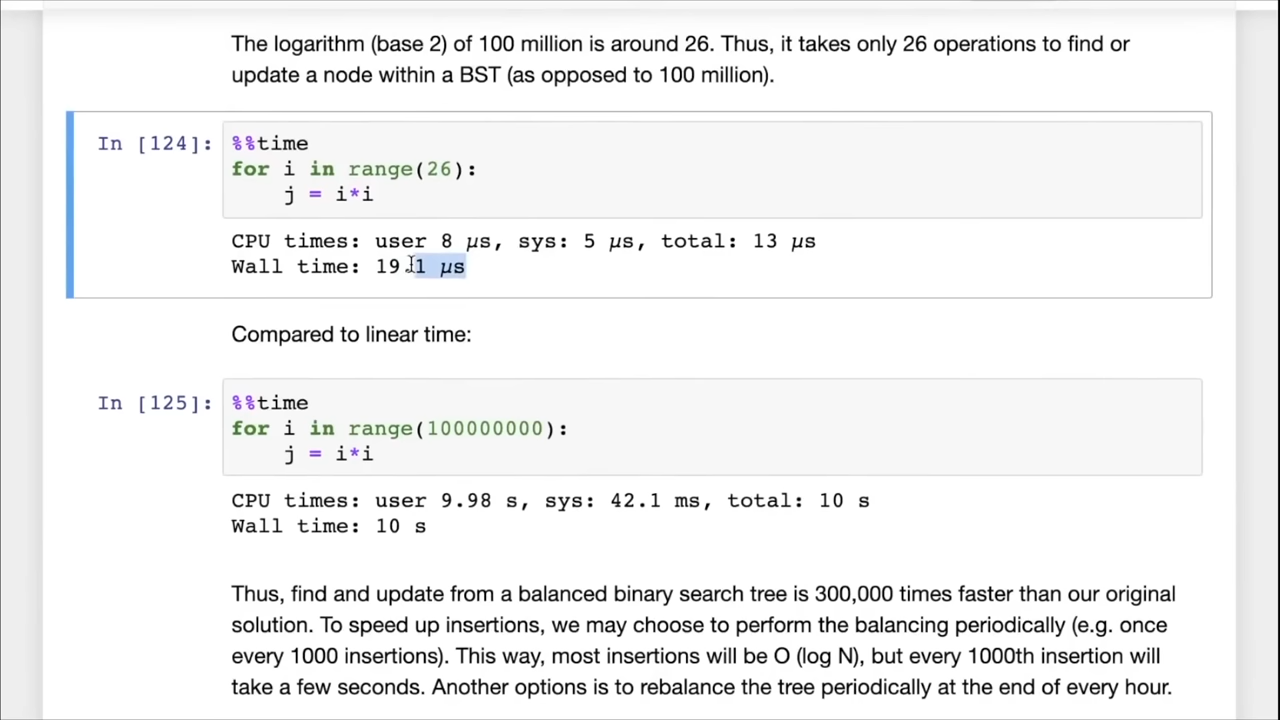 The logarithm (base 2) of 100 million is around 26. Thus, it takes only 26 operations to find or
update a node within a BST (as opposed to 100 million).
In [124]: %%time
for i in range(26):
    j = i*i
CPU times: user 8 µs, sys: 5 µs, total: 13 µs
Wall time: 19.1 µs
Compared to linear time:
In [125]: %%time
for i in range(100000000):
    j = i*i
CPU times: user 9.98 s, sys: 42.1 ms, total: 10 s
Wall time: 10 s
Thus, find and update from a balanced binary search tree is 300,000 times faster than our original
solution. To speed up insertions, we may choose to perform the balancing periodically (e.g. once
every 1000 insertions). This way, most insertions will be O (log N), but every 1000th insertion will
take a few seconds. Another options is to rebalance the tree periodically at the end of every hour.